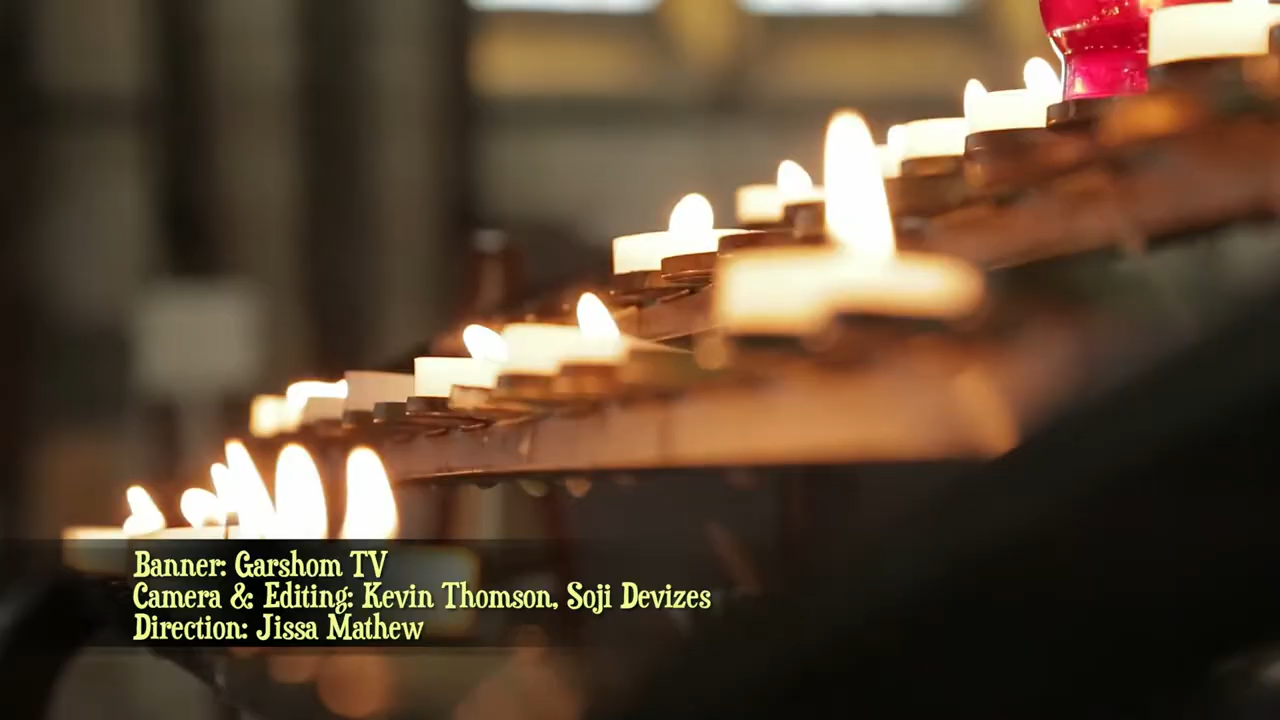 Banner: Garshom TV
Camera & Editing: Kevin Thomson, Soji Devizes
Direction: Jissa Mathew